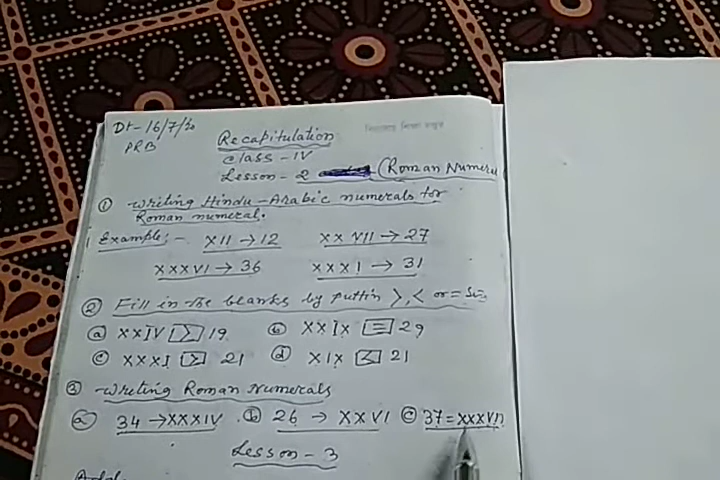 Dt - 16/7/20
PRB
Recapitulation
Class - IV
Lesson - 2 (Roman Numeru
① Writing Hindu-Arabic numerals for
Roman numeral.
Example:- XII → 12 XXVII → 27
XXXVI → 36 XXXI → 31
② Fill in the blanks by puttin >, < or = Si
ⓐ XXIV > 19 ⓑ XXIX = 29
ⓒ XXXI > 21 ⓓ XIX < 21
③ Writing Roman Numerals
ⓐ 34 → XXXIV ⓑ 26 → XXVI ⓒ 37 = XXXVII
Lesson - 3